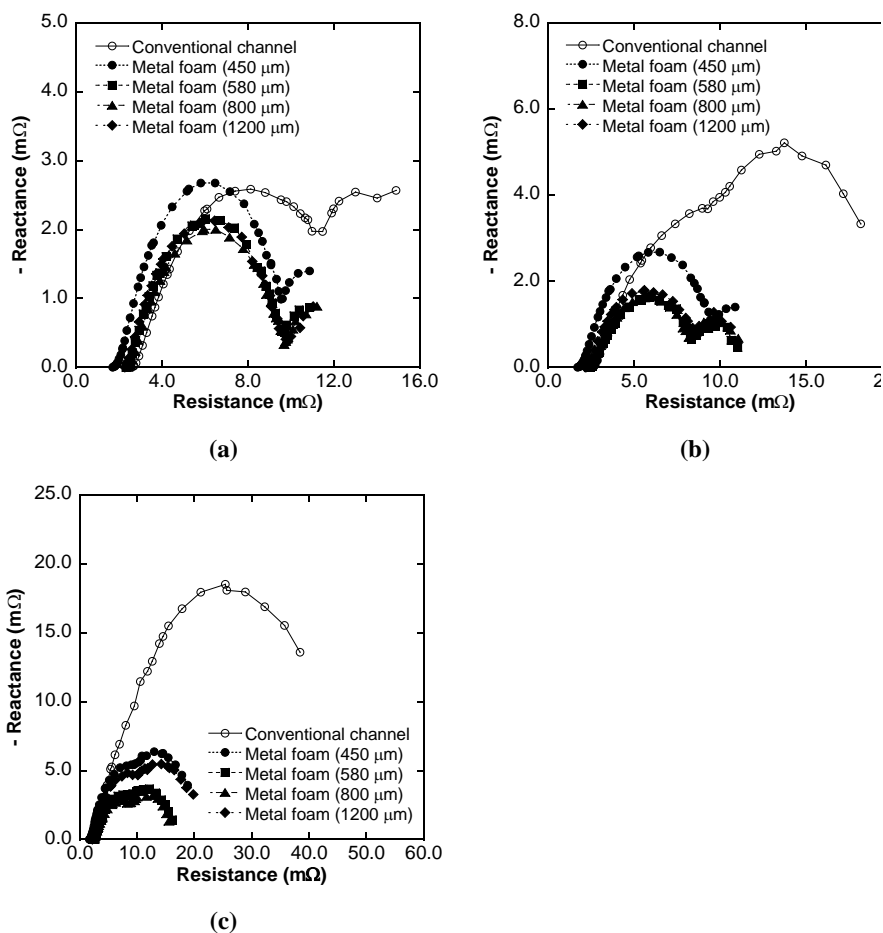 5.0
4.0
3.0
2.0
1.0
0.0
- Reactance (mΩ)
Conventional channel
Metal foam (450 μm)
Metal foam (580 μm)
Metal foam (800 μm)
Metal foam (1200 μm)
0.0 4.0 8.0 12.0 16.0
Resistance (mΩ)
(a)
8.0
6.0
4.0
2.0
0.0
- Reactance (mΩ)
Conventional channel
Metal foam (450 μm)
Metal foam (580 μm)
Metal foam (800 μm)
Metal foam (1200 μm)
0.0 5.0 10.0 15.0 2
Resistance (mΩ)
(b)
25.0
20.0
15.0
10.0
5.0
0.0
- Reactance (mΩ)
Conventional channel
Metal foam (450 μm)
Metal foam (580 μm)
Metal foam (800 μm)
Metal foam (1200 μm)
0.0 10.0 20.0 30.0 40.0 50.0 60.0
Resistance (mΩ)
(c)